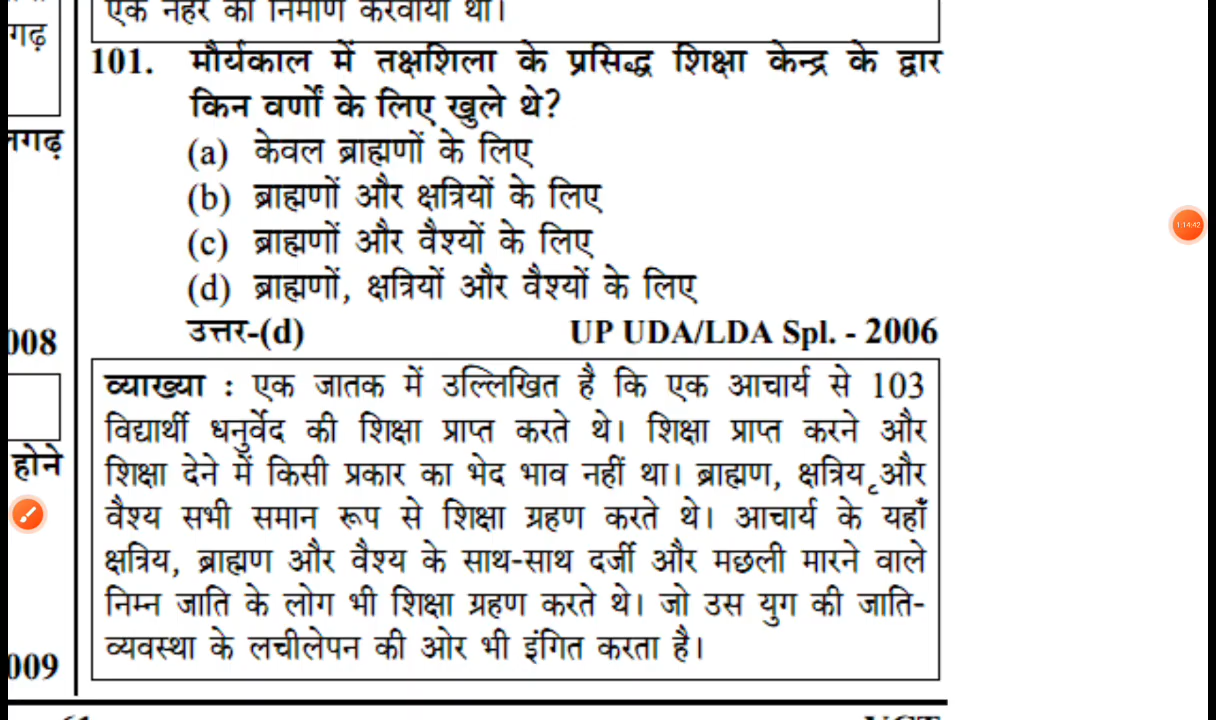 एक नहर का निर्माण करवाया था।
गढ़
101. मौर्यकाल में तक्षशिला के प्रसिद्ध शिक्षा केन्द्र के द्वार
किन वर्णों के लिए खुले थे?
(a) केवल ब्राह्मणों के लिए
(b) ब्राह्मणों और क्षत्रियों के लिए
(c) ब्राह्मणों और वैश्यों के लिए
(d) ब्राह्मणों, क्षत्रियों और वैश्यों के लिए
उत्तर-(d) UP UDA/LDA Spl. - 2006
व्याख्या : एक जातक में उल्लिखित है कि एक आचार्य से 103
विद्यार्थी धनुर्वेद की शिक्षा प्राप्त करते थे। शिक्षा प्राप्त करने और
शिक्षा देने में किसी प्रकार का भेद भाव नहीं था। ब्राह्मण, क्षत्रिय और
वैश्य सभी समान रूप से शिक्षा ग्रहण करते थे। आचार्य के यहाँ
क्षत्रिय, ब्राह्मण और वैश्य के साथ-साथ दर्जी और मछली मारने वाले
निम्न जाति के लोग भी शिक्षा ग्रहण करते थे। जो उस युग की जाति-
व्यवस्था के लचीलेपन की ओर भी इंगित करता है।
008
होने
009
1:14:42